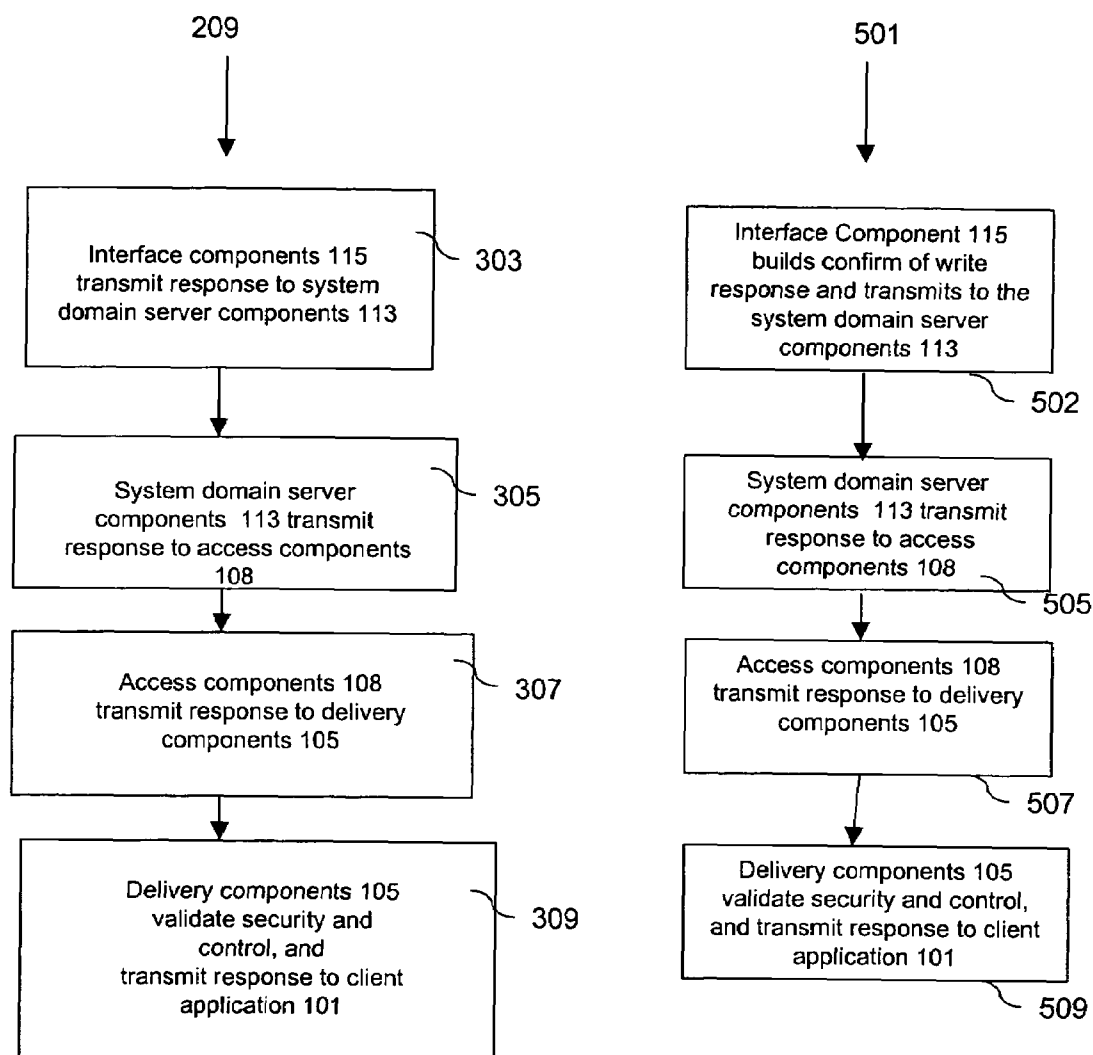 209
Interface components 115
transmit response to system
domain server components 113
303
System domain server
components 113 transmit
response to access components
108
305
Access components 108
transmit response to delivery
components 105
307
Delivery components 105
validate security and
control, and
transmit response to client
application 101
309
501
Interface Component 115
builds confirm of write
response and transmits to the
system domain server
components 113
502
System domain server
components 113 transmit
response to access
components 108
505
Access components 108
transmit response to delivery
components 105
507
Delivery components 105
validate security and control,
and transmit response to client
application 101
509